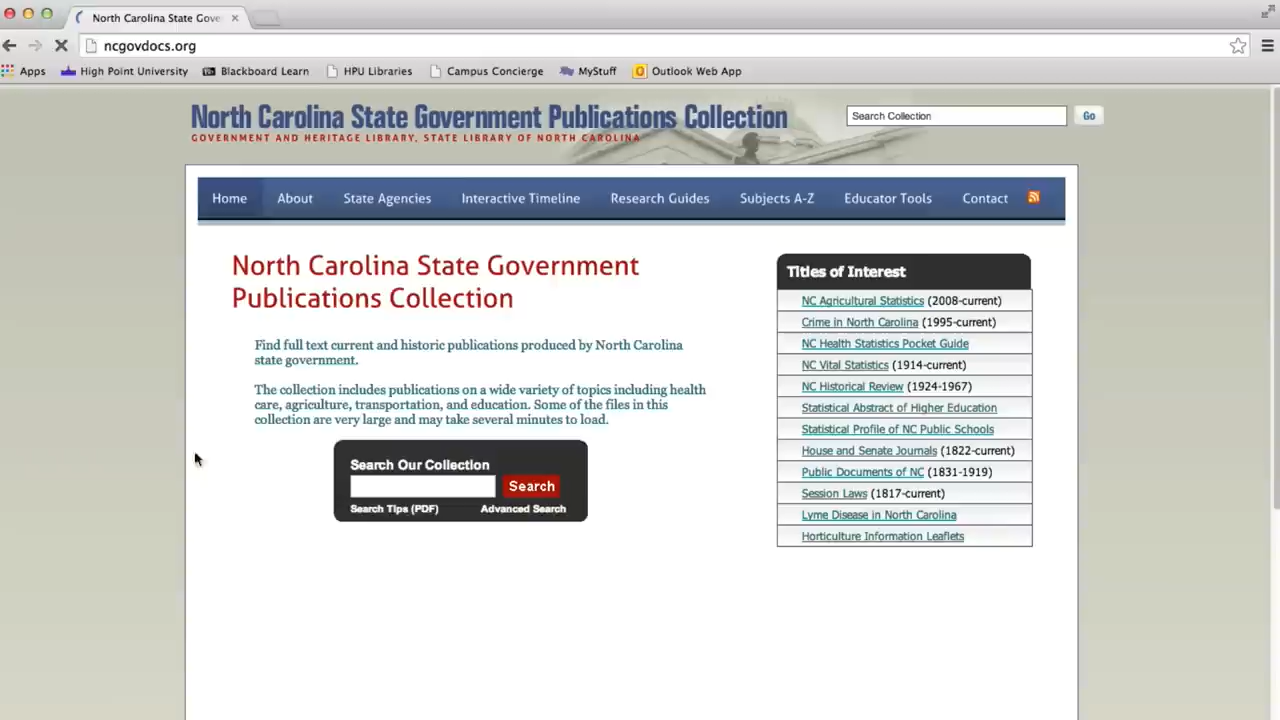 North Carolina State Gove
ncgovdocs.org
Apps High Point University Blackboard Learn HPU Libraries Campus Concierge MyStuff Outlook Web App
North Carolina State Government Publications Collection
GOVERNMENT AND HERITAGE LIBRARY, STATE LIBRARY OF NORTH CAROLINA
Search Collection Go
Home About State Agencies Interactive Timeline Research Guides Subjects A-Z Educator Tools Contact
North Carolina State Government
Publications Collection
Find full text current and historic publications produced by North Carolina
state government.
The collection includes publications on a wide variety of topics including health
care, agriculture, transportation, and education. Some of the files in this
collection are very large and may take several minutes to load.
Search Our Collection
Search
Search Tips (PDF) Advanced Search
Titles of Interest
NC Agricultural Statistics (2008-current)
Crime in North Carolina (1995-current)
NC Health Statistics Pocket Guide
NC Vital Statistics (1914-current)
NC Historical Review (1924-1967)
Statistical Abstract of Higher Education
Statistical Profile of NC Public Schools
House and Senate Journals (1822-current)
Public Documents of NC (1831-1919)
Session Laws (1817-current)
Lyme Disease in North Carolina
Horticulture Information Leaflets